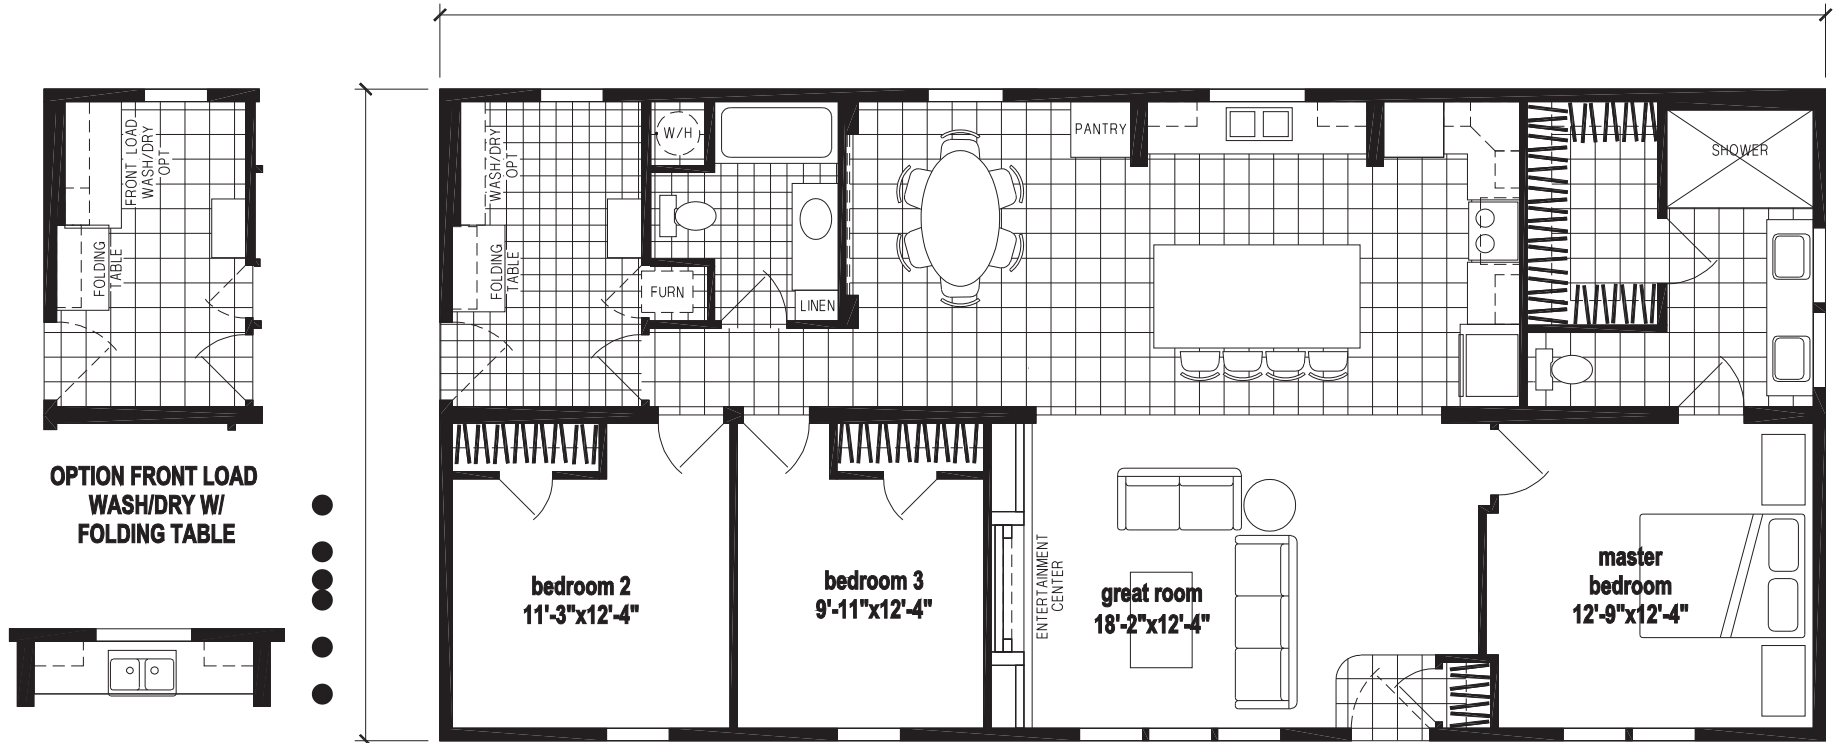 FRONT LOAD
WASH/DRY
OPT
FOLDING
TABLE
OPTION FRONT LOAD
WASH/DRY W/
FOLDING TABLE
WASH/DRY
OPT
FOLDING
TABLE
W/H
FURN
LINEN
PANTRY
SHOWER
bedroom 2
11'-3"x12'-4"
bedroom 3
9'-11"x12'-4"
ENTERTAINMENT
CENTER
great room
18'-2"x12'-4"
master
bedroom
12'-9"x12'-4"